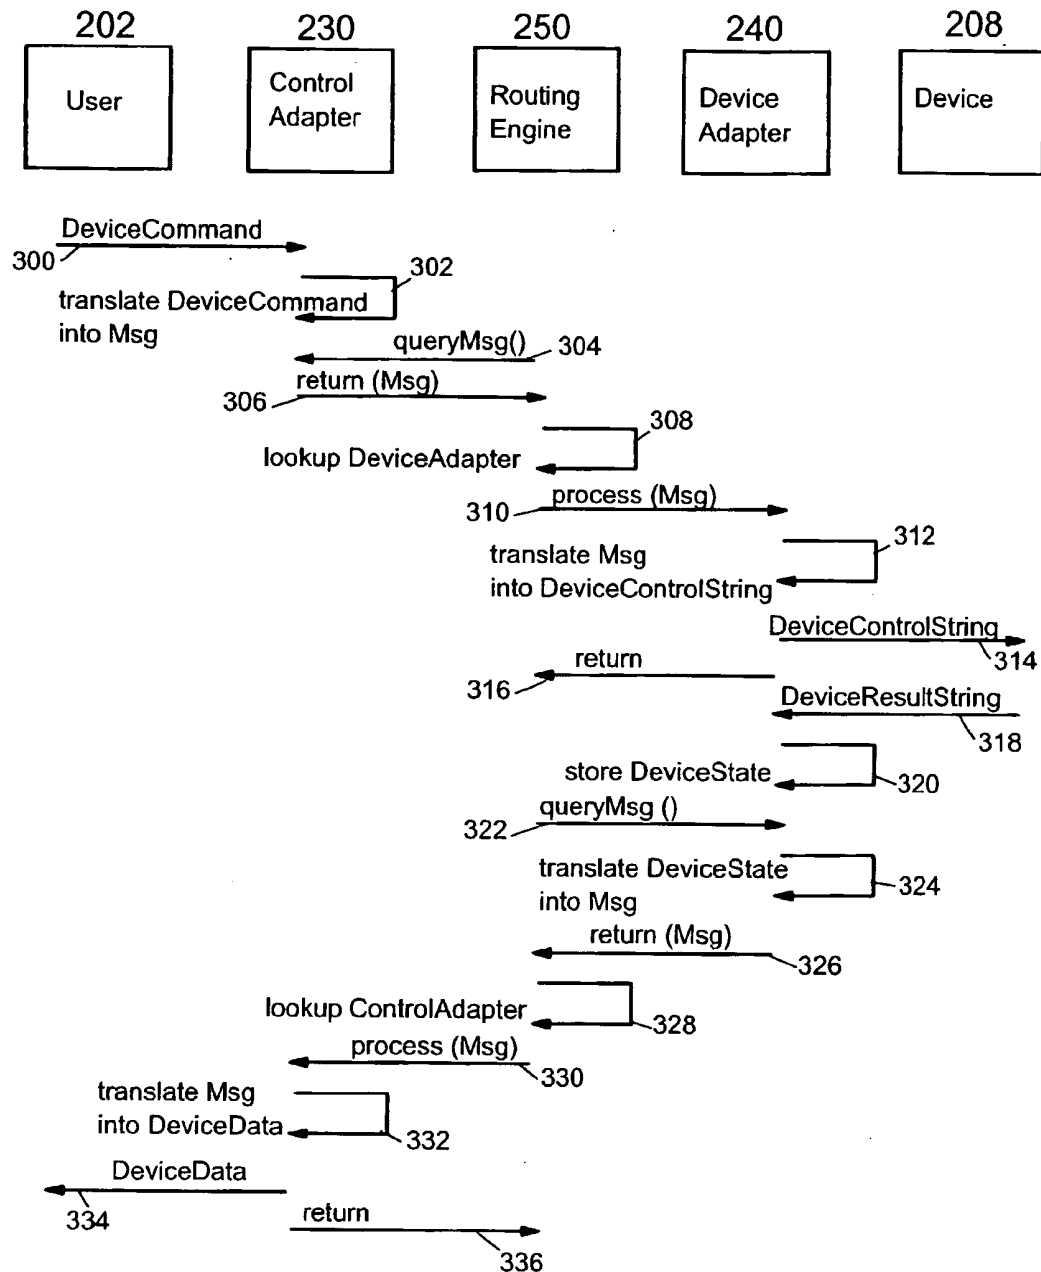 202 230 250 240 208
User
Control
Adapter
Routing
Engine
Device
Adapter
Device
DeviceCommand
300
302
translate DeviceCommand
into Msg
queryMsg()
304
return (Msg)
306
308
lookup DeviceAdapter
process (Msg)
310
312
translate Msg
into DeviceControlString
DeviceControlString
314
return
316
DeviceResultString
318
store DeviceState
320
queryMsg ()
322
translate DeviceState
into Msg
324
return (Msg)
326
lookup ControlAdapter
328
process (Msg)
330
translate Msg
into DeviceData
332
DeviceData
334
return
336